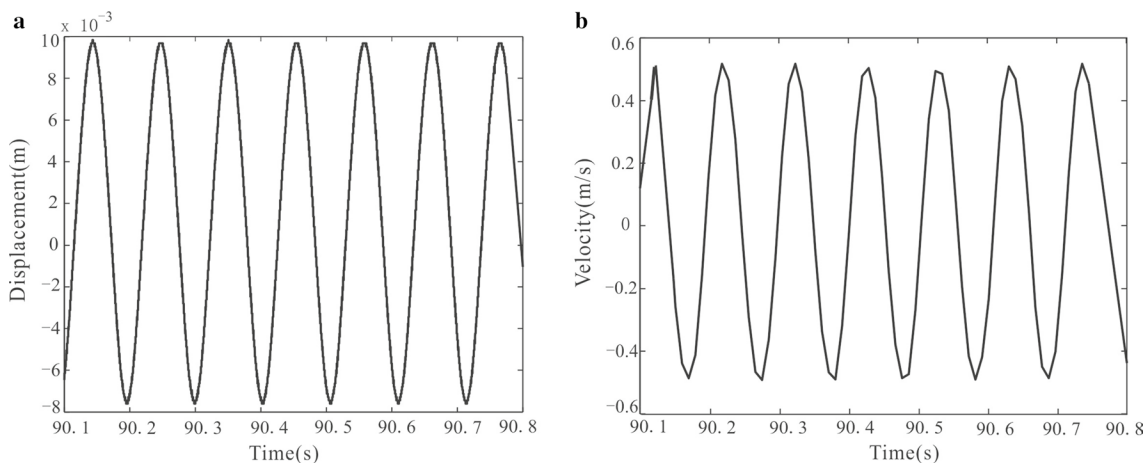 a
x 10⁻³
10
8
6
4
2
0
−2
−4
−6
−8
Displacement(m)
90. 1 90. 2 90. 3 90. 4 90. 5 90. 6 90. 7 90. 8
Time(s)
b
0.6
0.4
0.2
0
−0.2
−0.4
−0.6
Velocity(m/s)
90. 1 90. 2 90. 3 90. 4 90. 5 90. 6 90. 7 90. 8
Time(s)